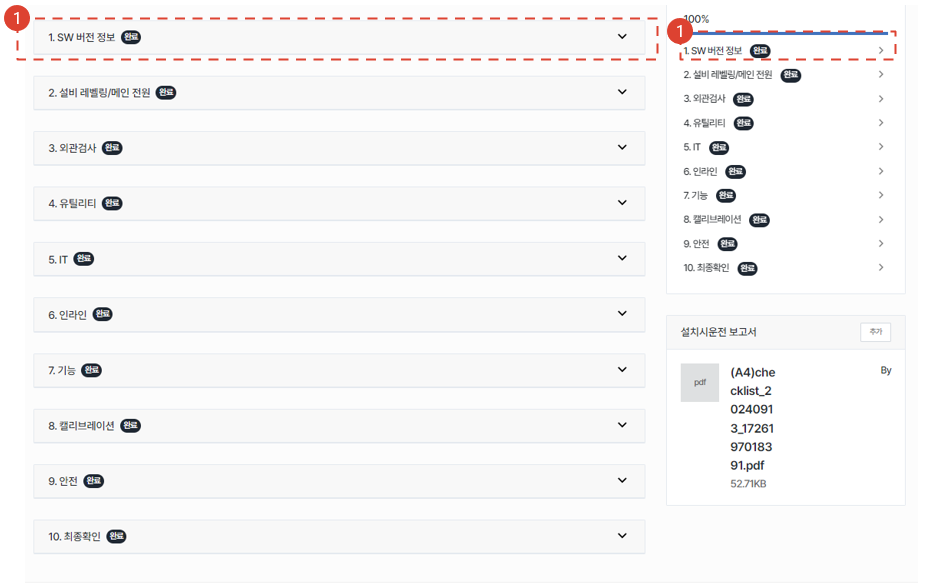 1
1. SW 버전 정보 완료
2. 설비 레벨링/메인 전원 완료
3. 외관검사 완료
4. 유틸리티 완료
5. IT 완료
6. 인라인 완료
7. 기능 완료
8. 캘리브레이션 완료
9. 안전 완료
10. 최종확인 완료
100%
1
1. SW 버전 정보 완료
2. 설비 레벨링/메인 전원 완료
3. 외관검사 완료
4. 유틸리티 완료
5. IT 완료
6. 인라인 완료
7. 기능 완료
8. 캘리브레이션 완료
9. 안전 완료
10. 최종확인 완료
설치시운전 보고서 추가
pdf
(A4)che
cklist_2
024091
3_17261
970183
91.pdf
52.71KB
By